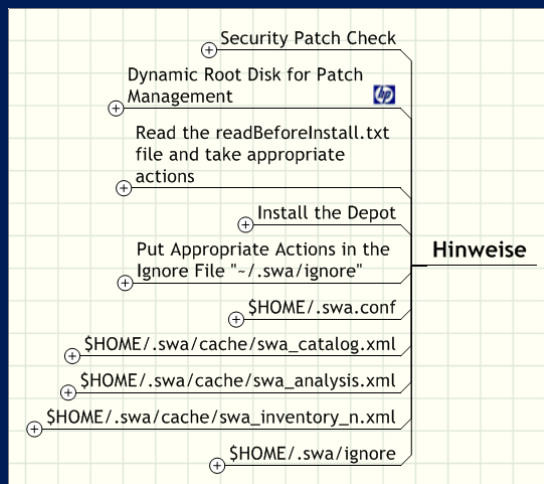 Security Patch Check
Dynamic Root Disk for Patch
Management
hp
Read the readBeforeInstall.txt
file and take appropriate
actions
Install the Depot
Put Appropriate Actions in the
Ignore File "~/.swa/ignore"
Hinweise
$HOME/.swa.conf
$HOME/.swa/cache/swa_catalog.xml
$HOME/.swa/cache/swa_analysis.xml
$HOME/.swa/cache/swa_inventory_n.xml
$HOME/.swa/ignore